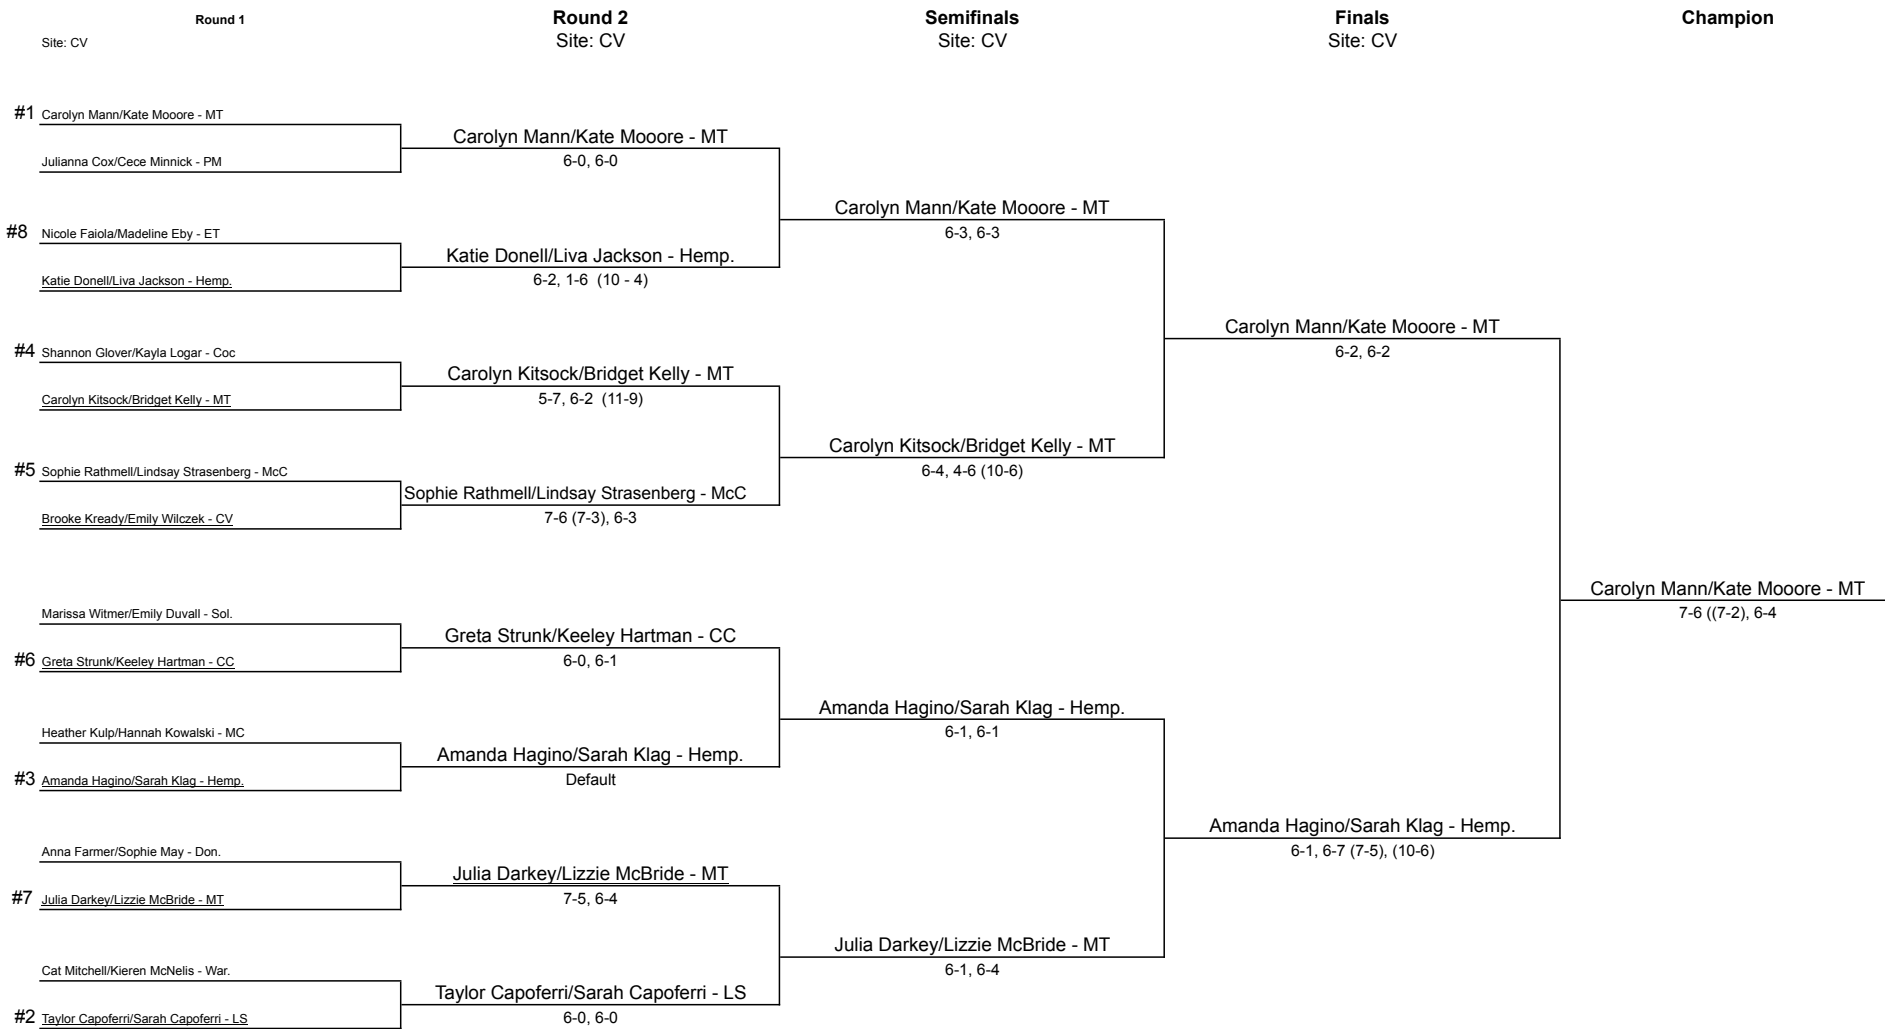 Round 1
Round 2
Semifinals
Finals
Champion
Site: CV
Site: CV
Site: CV
Site: CV
#1 Carolyn Mann/Kate Mooore - MT
Julianna Cox/Cece Minnick - PM
#8 Nicole Faiola/Madeline Eby - ET
Katie Donell/Liva Jackson - Hemp.
#4 Shannon Glover/Kayla Logar - Coc
Carolyn Kitsock/Bridget Kelly - MT
#5 Sophie Rathmell/Lindsay Strasenberg - McC
Brooke Kready/Emily Wilczek - CV
Marissa Witmer/Emily Duvall - Sol.
#6 Greta Strunk/Keeley Hartman - CC
Heather Kulp/Hannah Kowalski - MC
#3 Amanda Hagino/Sarah Klag - Hemp.
Anna Farmer/Sophie May - Don.
#7 Julia Darkey/Lizzie McBride - MT
Cat Mitchell/Kieren McNelis - War.
#2 Taylor Capoferri/Sarah Capoferri - LS
Carolyn Mann/Kate Mooore - MT
6-0, 6-0
Katie Donell/Liva Jackson - Hemp.
6-2, 1-6 (10 - 4)
Carolyn Kitsock/Bridget Kelly - MT
5-7, 6-2 (11-9)
Sophie Rathmell/Lindsay Strasenberg - McC
7-6 (7-3), 6-3
Greta Strunk/Keeley Hartman - CC
6-0, 6-1
Amanda Hagino/Sarah Klag - Hemp.
Default
Julia Darkey/Lizzie McBride - MT
7-5, 6-4
Taylor Capoferri/Sarah Capoferri - LS
6-0, 6-0
Carolyn Mann/Kate Mooore - MT
6-3, 6-3
Carolyn Kitsock/Bridget Kelly - MT
6-4, 4-6 (10-6)
Amanda Hagino/Sarah Klag - Hemp.
6-1, 6-1
Julia Darkey/Lizzie McBride - MT
6-1, 6-4
Carolyn Mann/Kate Mooore - MT
6-2, 6-2
Amanda Hagino/Sarah Klag - Hemp.
6-1, 6-7 (7-5), (10-6)
Carolyn Mann/Kate Mooore - MT
7-6 ((7-2), 6-4